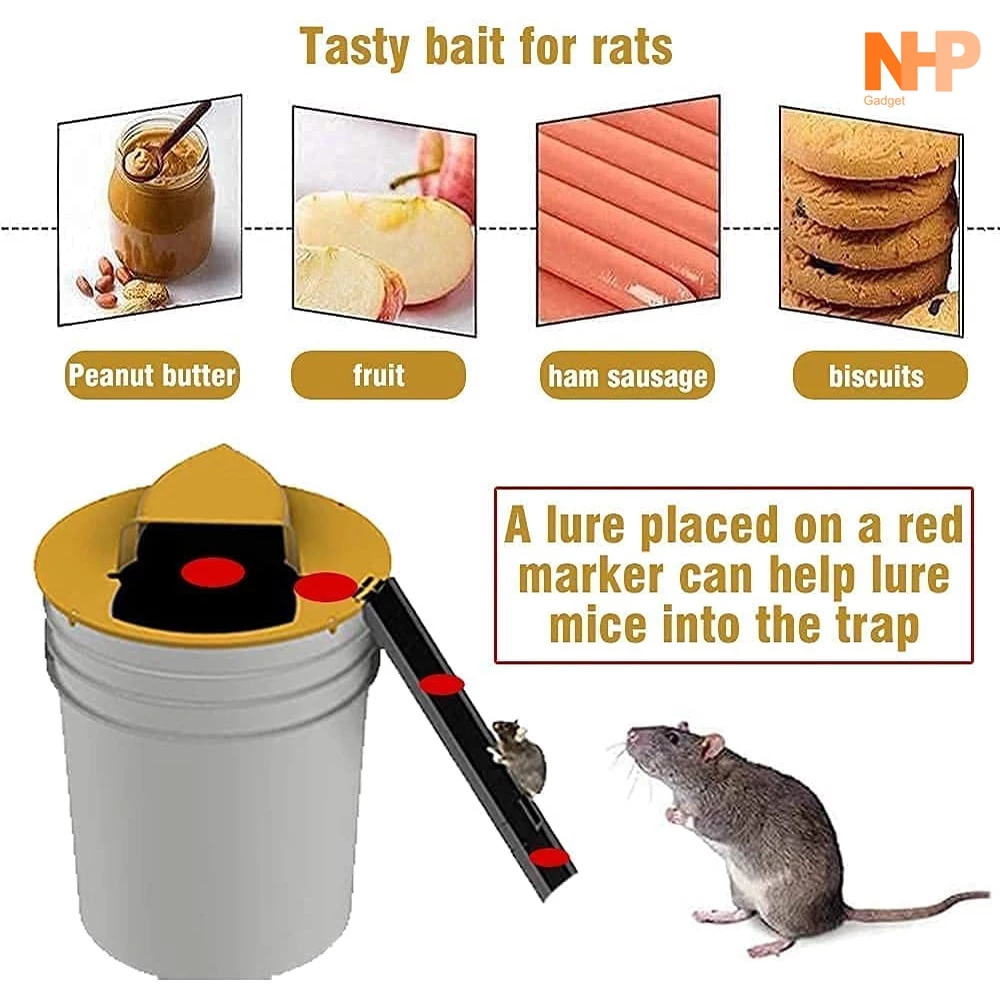 Tasty bait for rats
NHP
Gadget
Peanut butter
fruit
ham sausage
biscuits
A lure placed on a red
marker can help lure
mice into the trap